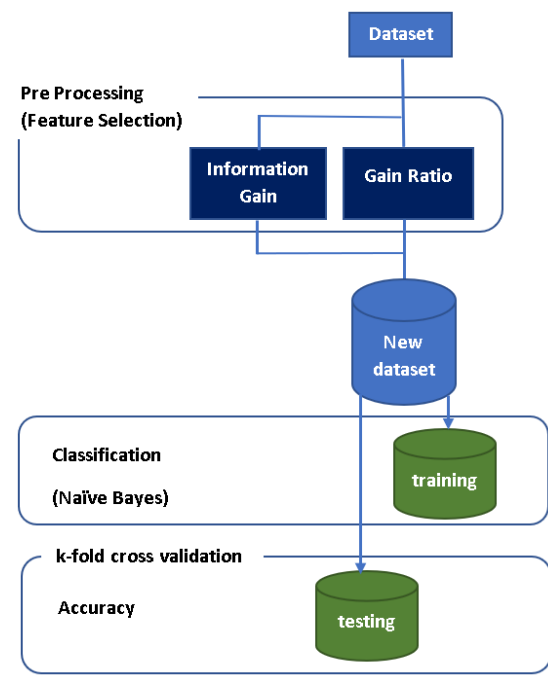 Dataset
Pre Processing
(Feature Selection)
Information
Gain
Gain Ratio
New
dataset
Classification
(Naïve Bayes)
training
k-fold cross validation
Accuracy
testing